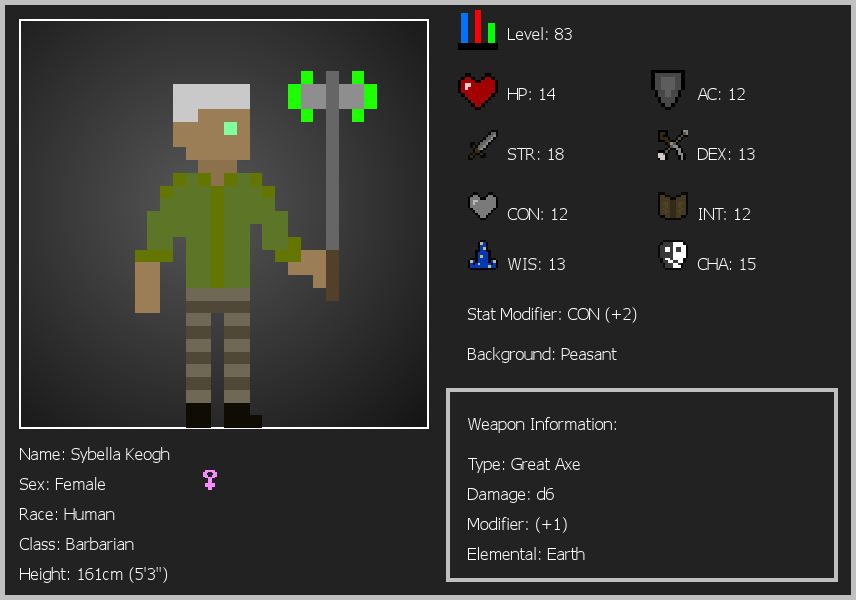 Level: 83
HP: 14
AC: 12
STR: 18
DEX: 13
CON: 12
INT: 12
WIS: 13
CHA: 15
Stat Modifier: CON (+2)
Background: Peasant
Weapon Information:
Type: Great Axe
Damage: d6
Modifier: (+1)
Elemental: Earth
Name: Sybella Keogh
Sex: Female
Race: Human
Class: Barbarian
Height: 161cm (5'3")